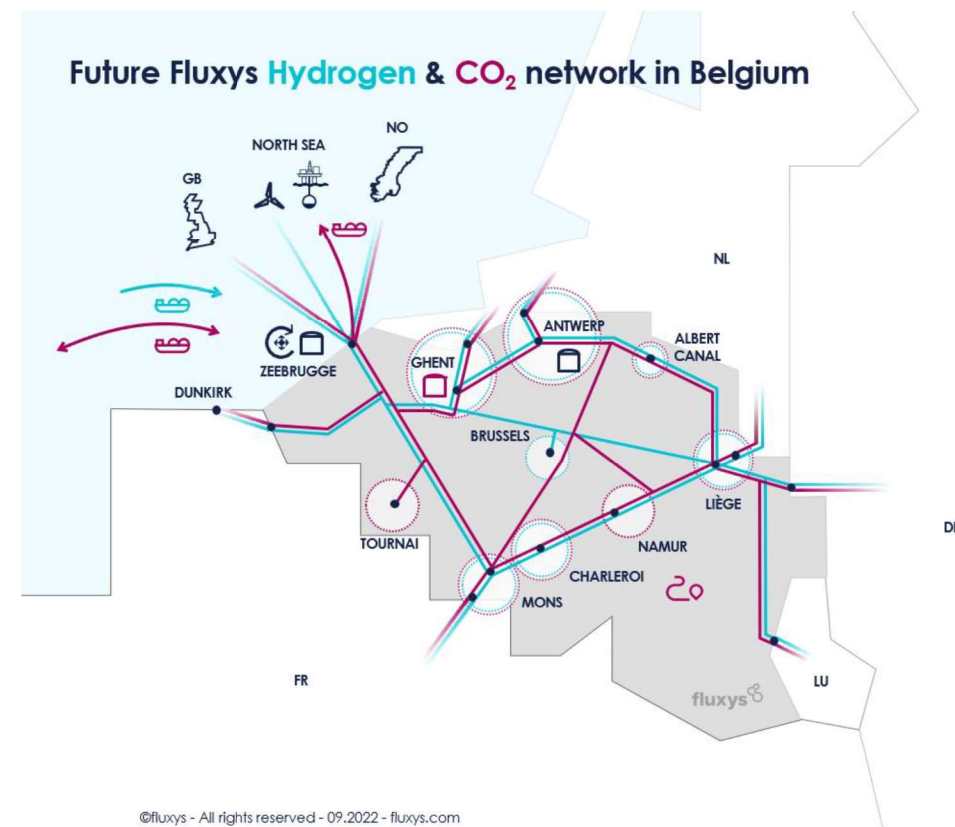 Future Fluxys Hydrogen & CO₂ network in Belgium
NO
NORTH SEA
GB
NL
ANTWERP
ALBERT
CANAL
GHENT
ZEEBRUGGE
DUNKIRK
BRUSSELS
LIÈGE
TOURNAI
NAMUR
CHARLEROI
MONS
FR
LU
fluxys
©fluxys - All rights reserved - 09.2022 - fluxys.com